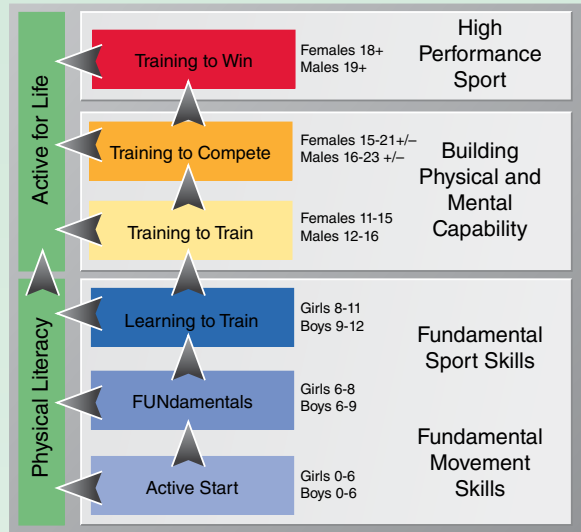 Active for Life
Physical Literacy
Training to Win
Females 18+
Males 19+
High
Performance
Sport
Training to Compete
Females 15-21+/–
Males 16-23 +/–
Training to Train
Females 11-15
Males 12-16
Building
Physical and
Mental
Capability
Learning to Train
Girls 8-11
Boys 9-12
Fundamental
Sport Skills
FUNdamentals
Girls 6-8
Boys 6-9
Active Start
Girls 0-6
Boys 0-6
Fundamental
Movement
Skills